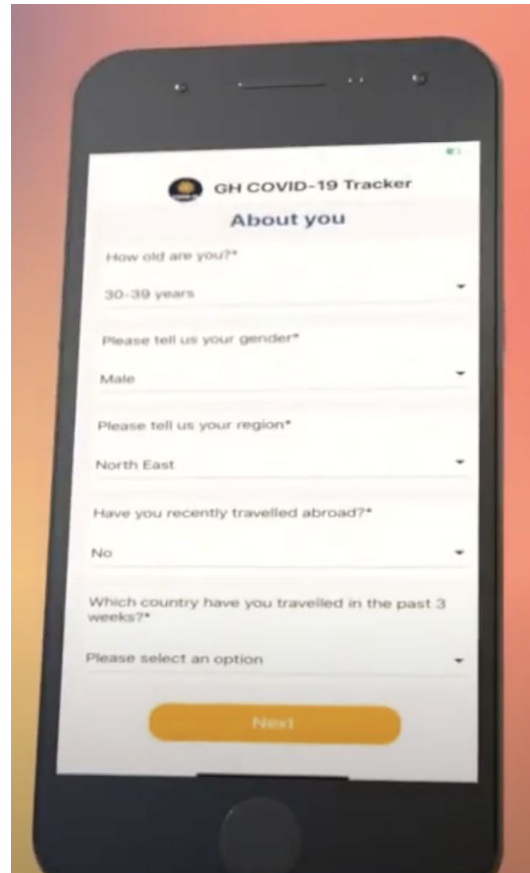 GH COVID-19 Tracker
About you
How old are you?*
30-39 years
Please tell us your gender*
Male
Please tell us your region*
North East
Have you recently travelled abroad?*
No
Which country have you travelled in the past 3
weeks?*
Please select an option
Next